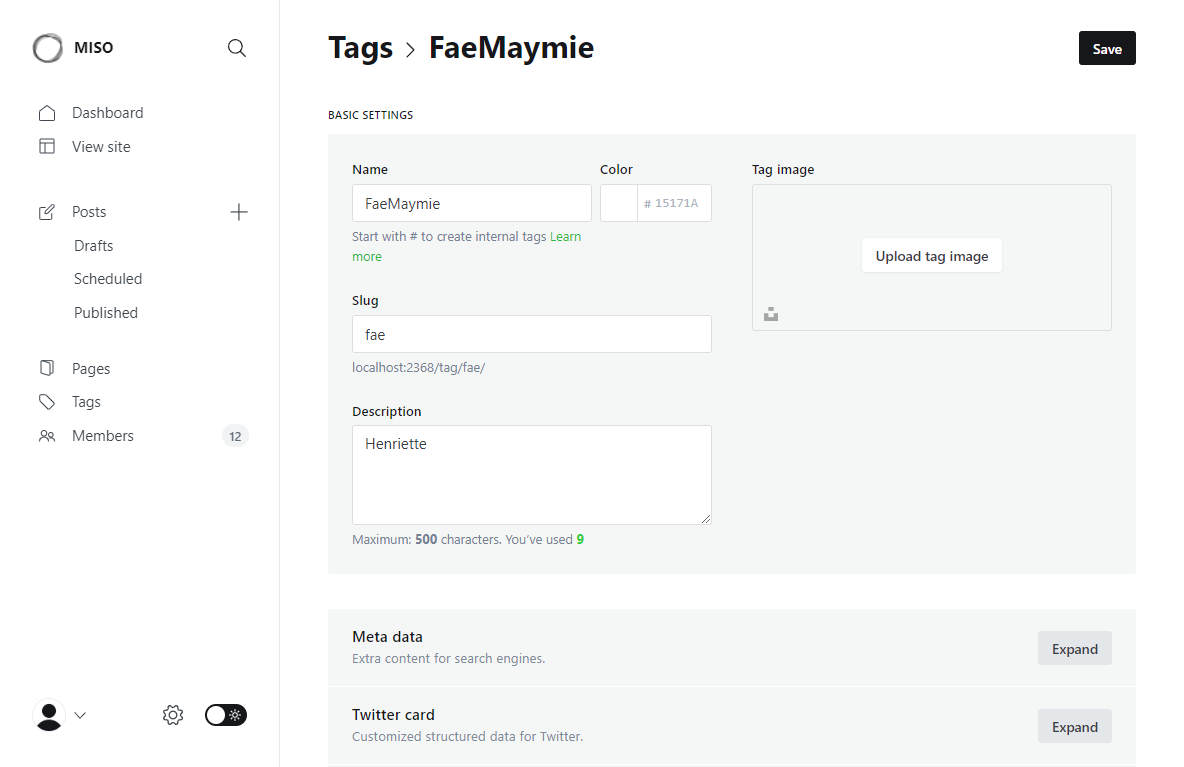 MISO
Dashboard
View site
Posts
Drafts
Scheduled
Published
Pages
Tags
Members 12
Tags > FaeMaymie
Save
BASIC SETTINGS
Name
FaeMaymie
Start with # to create internal tags Learn
more
Color
# 15171A
Slug
fae
localhost:2368/tag/fae/
Description
Henriette
Maximum: 500 characters. You’ve used 9
Tag image
Upload tag image
Meta data
Extra content for search engines.
Expand
Twitter card
Customized structured data for Twitter.
Expand